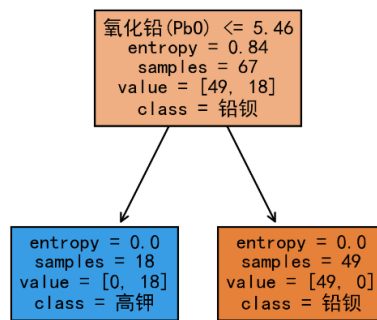 氧化铅(PbO) <= 5.46
entropy = 0.84
samples = 67
value = [49, 18]
class = 铅钡
entropy = 0.0
samples = 18
value = [0, 18]
class = 高钾
entropy = 0.0
samples = 49
value = [49, 0]
class = 铅钡